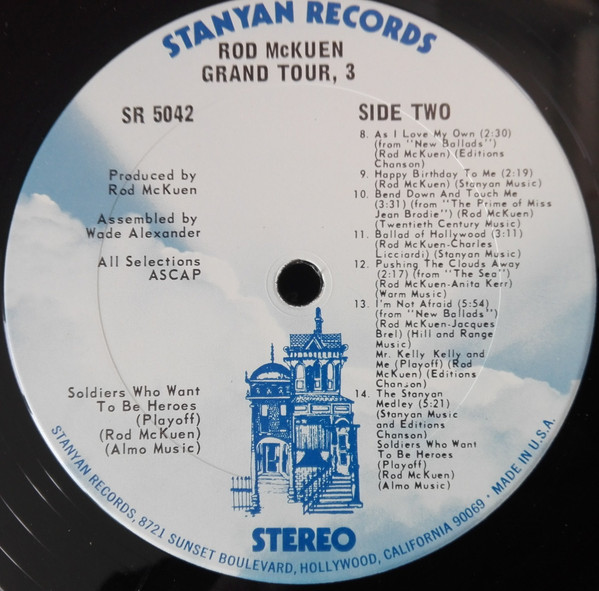 STANYAN RECORDS
ROD McKUEN
GRAND TOUR, 3
SR 5042
SIDE TWO
Produced by
Rod McKuen
Assembled by
Wade Alexander
All Selections
ASCAP
8. As I Love My Own (2:30)
(from "New Ballads")
(Rod McKuen) (Editions
Chanson)
9. Happy Birthday To Me (2:19)
(Rod McKuen) (Stanyan Music)
10. Bend Down And Touch Me
(3:31) (from "The Prime of Miss
Jean Brodie") (Rod McKuen)
(Twentieth Century Music)
11. Ballad of Hollywood (3:11)
(Rod McKuen-Charles
Licciardi) (Stanyan Music)
12. Pushing The Clouds Away
(2:17) (from "The Sea")
(Rod McKuen-Anita Kerr)
(Warm Music)
13. I'm Not Afraid (5:54)
(from "New Ballads")
(Rod McKuen-Jacques
Brel) (Hill and Range
Music)
Mr. Kelly Kelly and
Me (Playoff) (Rod
McKuen) (Editions
Chanson)
14. The Stanyan
Medley (5:21)
(Stanyan Music
and Editions
Chanson)
Soldiers Who Want
To Be Heroes
(Playoff)
(Rod McKuen)
(Almo Music)
Soldiers Who Want
To Be Heroes
(Playoff)
(Rod McKuen)
(Almo Music)
STEREO
STANYAN RECORDS, 8721 SUNSET BOULEVARD, HOLLYWOOD, CALIFORNIA 90069 • MADE IN U.S.A.